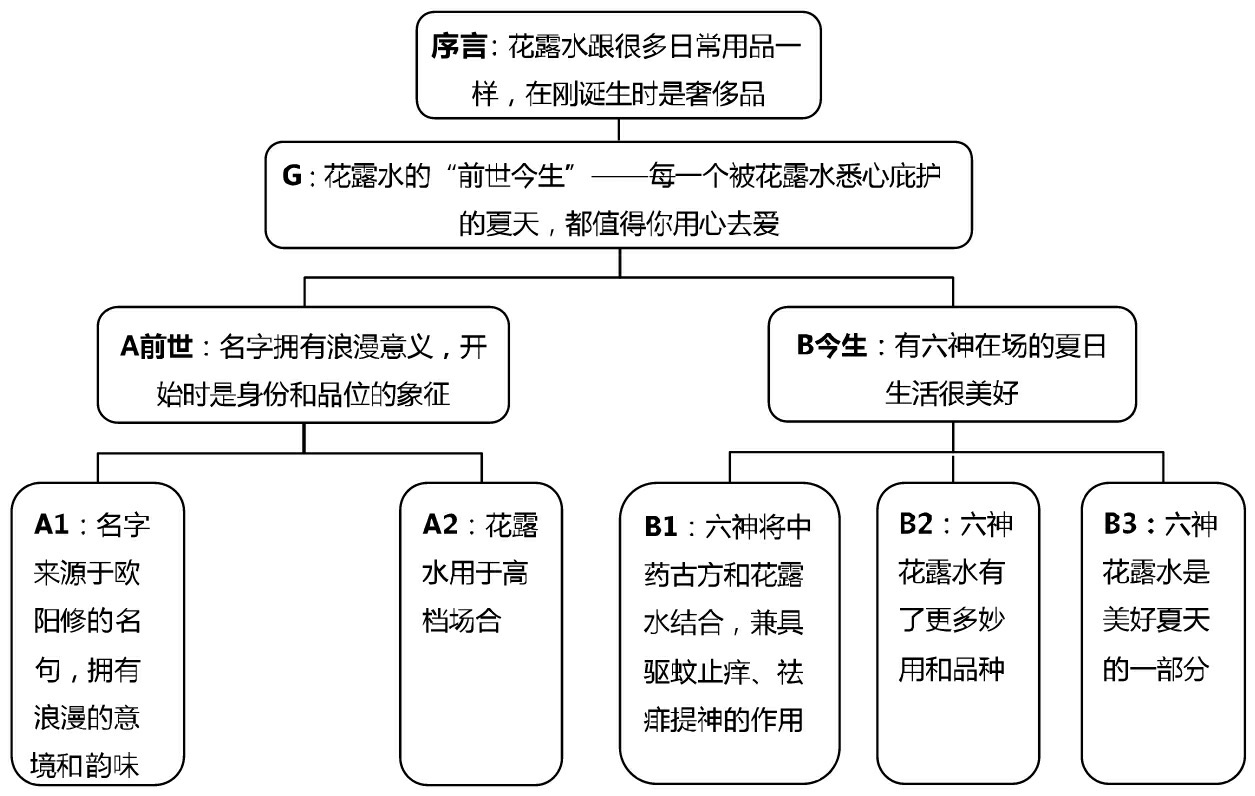 序言：花露水跟很多日常用品一
样，在刚诞生时是奢侈品
G：花露水的“前世今生”——每一个被花露水悉心庇护
的夏天，都值得你用心去爱
A前世：名字拥有浪漫意义，开
始时是身份和品位的象征
B今生：有六神在场的夏日
生活很美好
A1：名字
来源于欧
阳修的名
句，拥有
浪漫的意
境和韵味
A2：花露
水用于高
档场合
B1：六神将中
药古方和花露
水结合，兼具
驱蚊止痒、祛
痱提神的作用
B2：六神
花露水有
了更多妙
用和品种
B3：六神
花露水是
美好夏天
的一部分